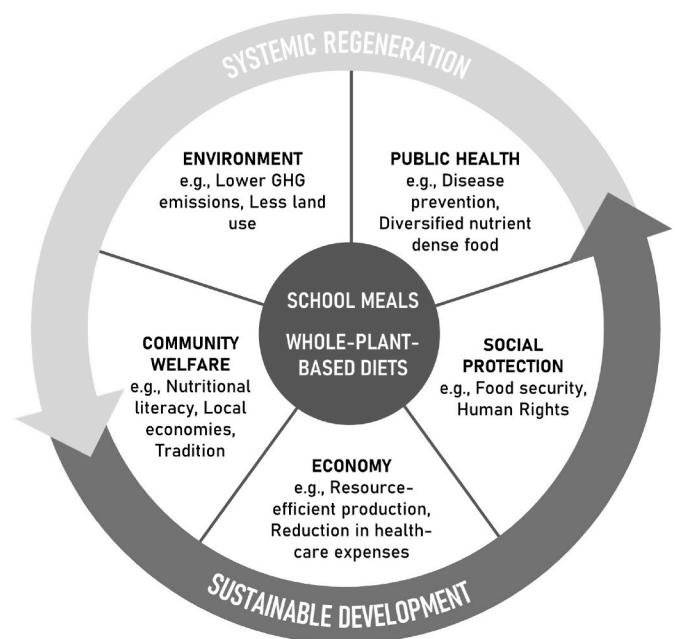 SYSTEMIC REGENERATION
ENVIRONMENT
e.g., Lower GHG
emissions, Less land
use
PUBLIC HEALTH
e.g., Disease
prevention,
Diversified nutrient
dense food
SCHOOL MEALS
WHOLE-PLANT-
BASED DIETS
COMMUNITY
WELFARE
e.g., Nutritional
literacy, Local
economies,
Tradition
SOCIAL
PROTECTION
e.g., Food security,
Human Rights
ECONOMY
e.g., Resource-
efficient production,
Reduction in health-
care expenses
SUSTAINABLE DEVELOPMENT